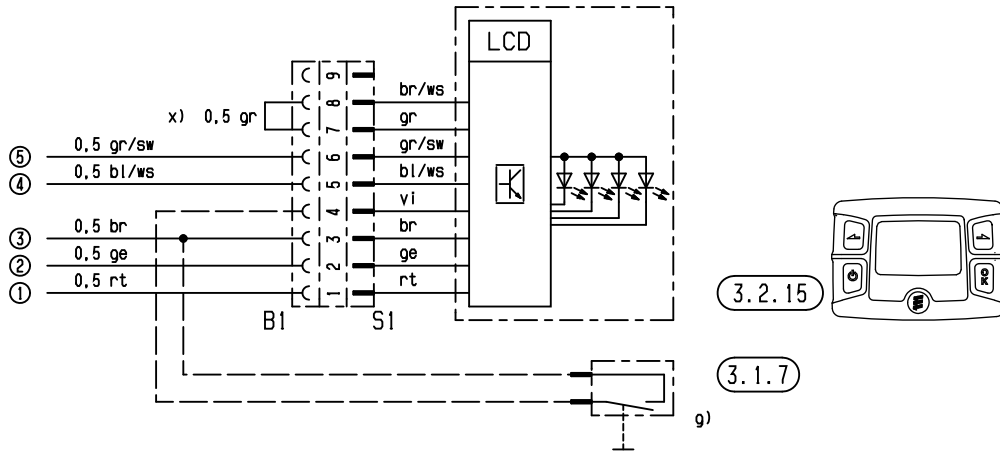 LCD
9
br/ws
8
x) 0,5 gr
gr
7
⑤ 0,5 gr/sw
6
gr/sw
④ 0,5 bl/ws
5
bl/ws
4
vi
③ 0,5 br
3
br
② 0,5 ge
2
ge
① 0,5 rt
1
rt
B1
S1
3.2.15
OK
3.1.7
g)